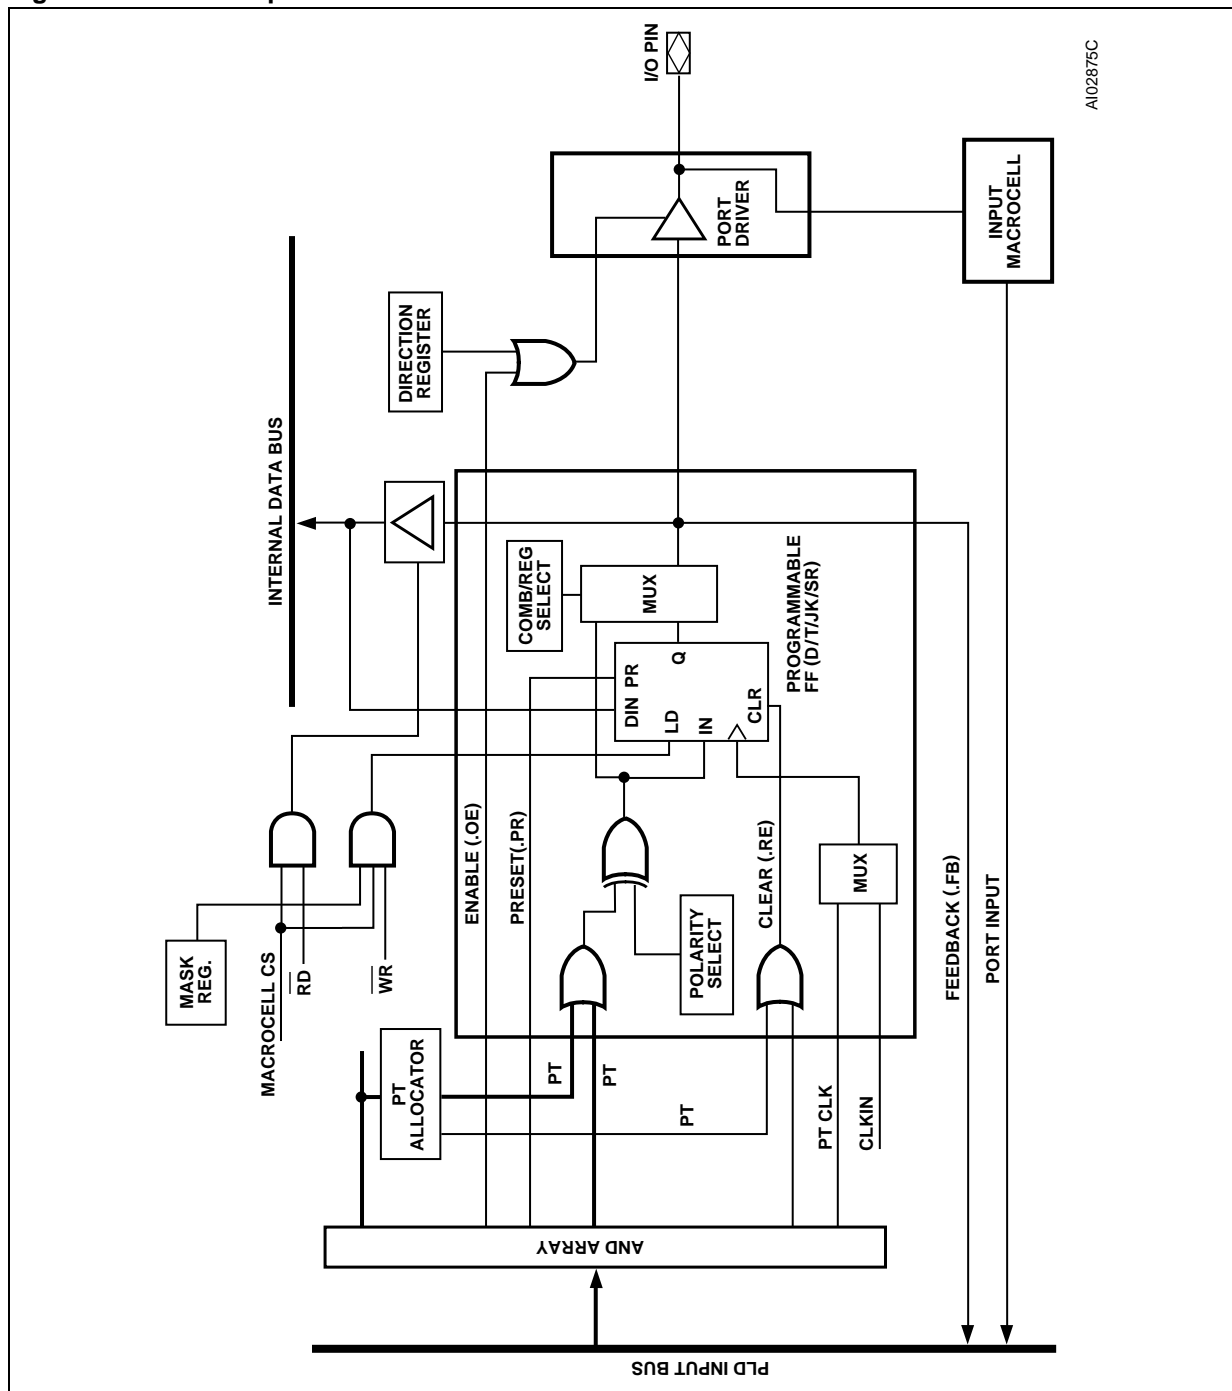 I/O PIN
AI02875C
PORT
DRIVER
INPUT
MACROCELL
DIRECTION
REGISTER
INTERNAL DATA BUS
COMB/REG
SELECT
MUX
PROGRAMMABLE
FF (D/T/JK/SR)
DIN
PR
Q
LD
IN
CLR
ENABLE (.OE)
PRESET(.PR)
CLEAR (.RE)
MUX
FEEDBACK (.FB)
PORT INPUT
MASK
REG.
MACROCELL CS
RD
WR
POLARITY
SELECT
PT
ALLOCATOR
PT
PT
PT
PT CLK
CLKIN
AND ARRAY
PLD INPUT BUS